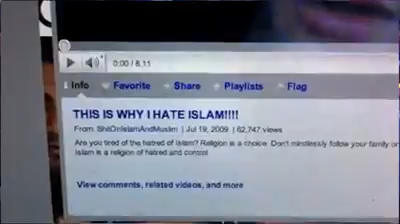 0:00 / 8:11
Info Favorite Share Playlists Flag
THIS IS WHY I HATE ISLAM!!!!
From: ShitOnIslamAndMuslim | Jul 19, 2009 | 62,747 views
Are you tired of the hatred of Islam? Religion is a choice. Don't mindlessly follow your family or
Islam is a religion of hatred and control
View comments, related videos, and more